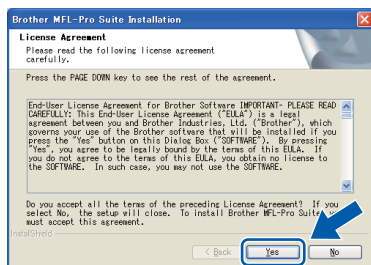 Brother MFL-Pro Suite Installation
License Agreement
Please read the following license agreement
carefully.
Press the PAGE DOWN key to see the rest of the agreement.
End-User License Agreement for Brother Software IMPORTANT- PLEASE READ
CAREFULLY: This End-User License Agreement ("EULA") is a legal
agreement between you and Brother Industries, Ltd. ("Brother"), which
governs your use of the Brother software that will be installed if you
press the "Yes" button on this Dialog Box ("SOFTWARE"). By pressing
"Yes", you agree to be legally bound by the terms of this EULA. If
you do not agree to the terms of this EULA, you obtain no license to
the SOFTWARE. In such case, you may not use the SOFTWARE.
Do you accept all the terms of the preceding License Agreement? If you
select No, the setup will close. To install Brother MFL-Pro Suite, you
must accept this agreement.
InstallShield
< Back Yes No